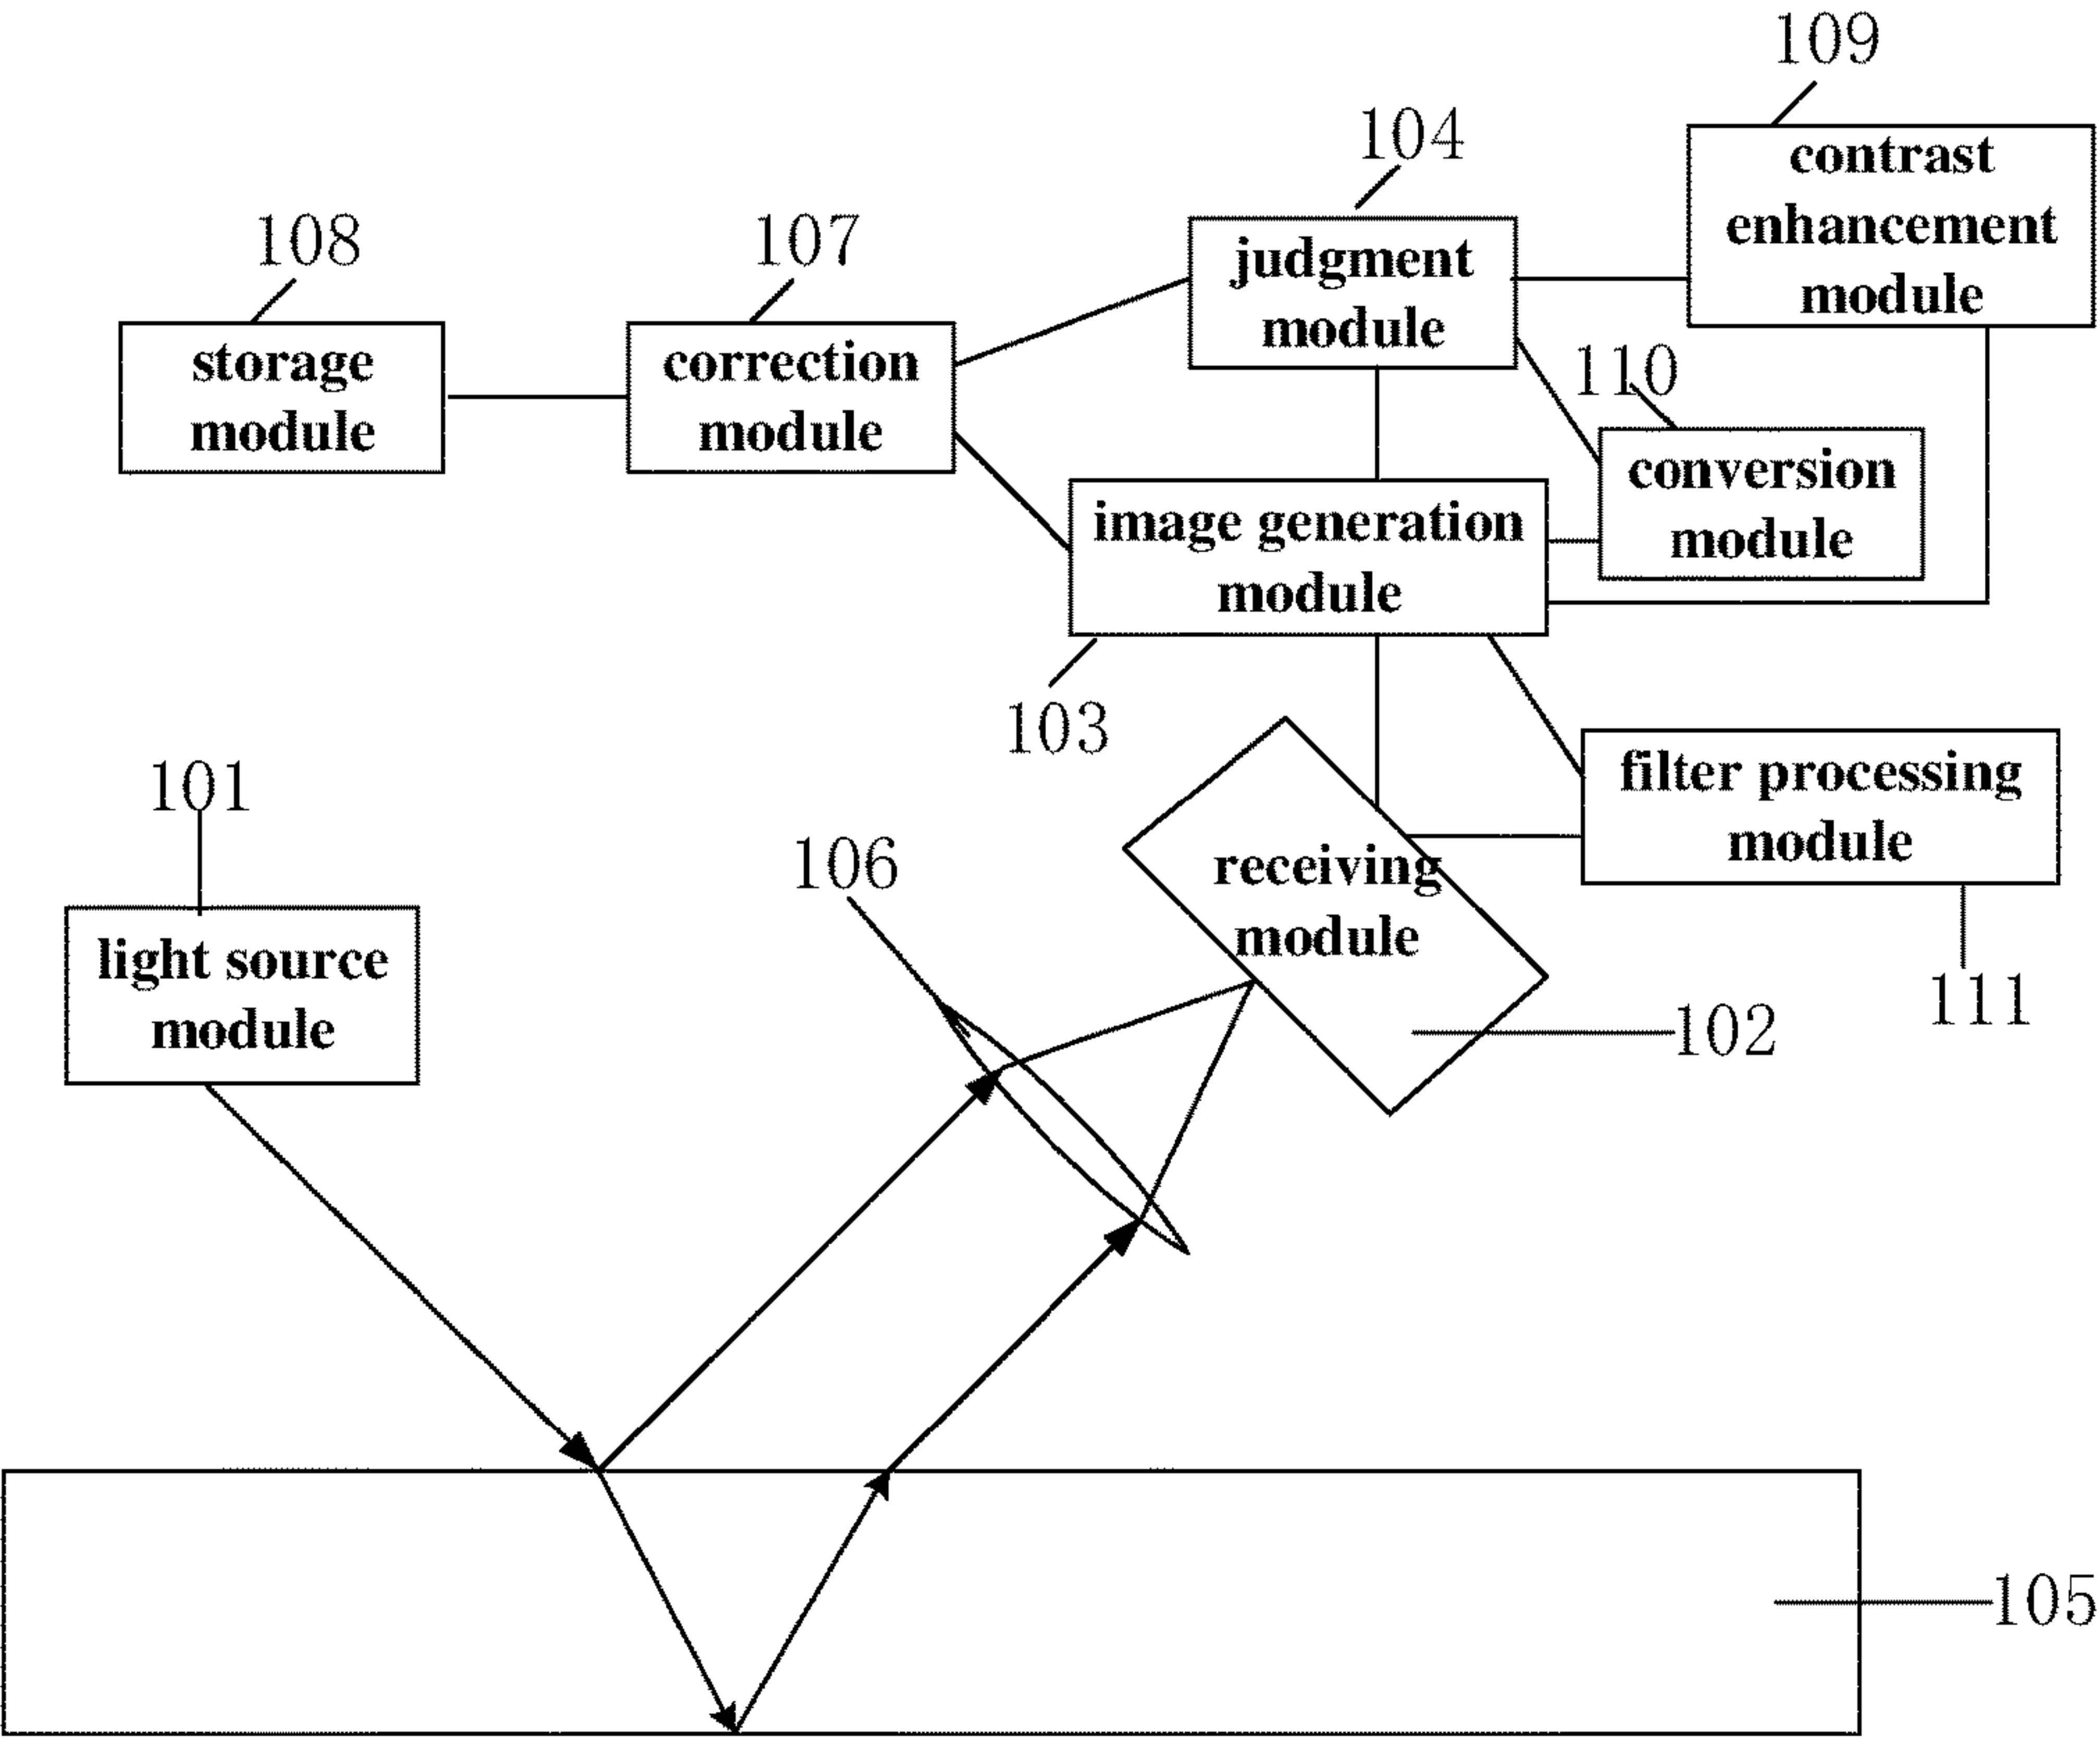 109
contrast
enhancement
module
104
judgment
module
108
storage
module
107
correction
module
110
conversion
module
image generation
module
103
filter processing
module
111
101
light source
module
106
receiving
module
102
105